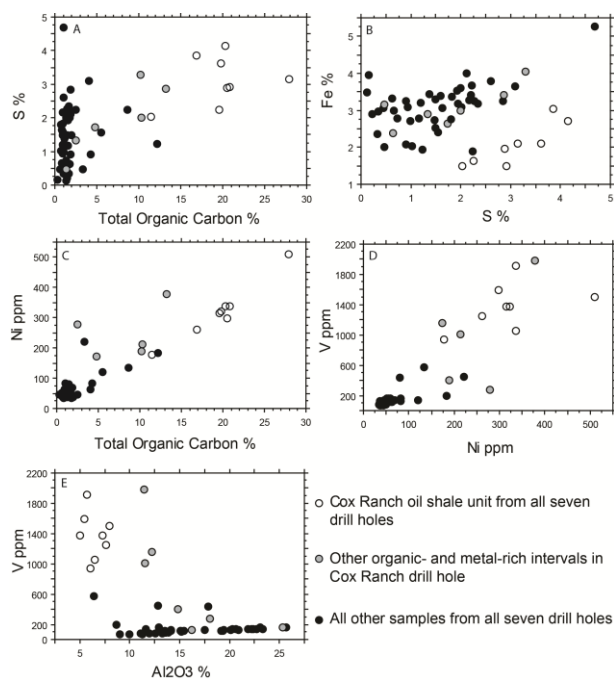 A
5
4
3
2
1
0
S %
0 5 10 15 20 25 30
Total Organic Carbon %
B
5
4
3
2
1
Fe %
0 1 2 3 4 5
S %
C
500
400
300
200
100
0
Ni ppm
0 5 10 15 20 25 30
Total Organic Carbon %
D
2200
1800
1400
1000
600
200
V ppm
0 100 200 300 400 500
Ni ppm
E
2200
1800
1400
1000
600
200
0
V ppm
5 10 15 20 25
Al2O3 %
Cox Ranch oil shale unit from all seven
drill holes
Other organic- and metal-rich intervals in
Cox Ranch drill hole
All other samples from all seven drill holes